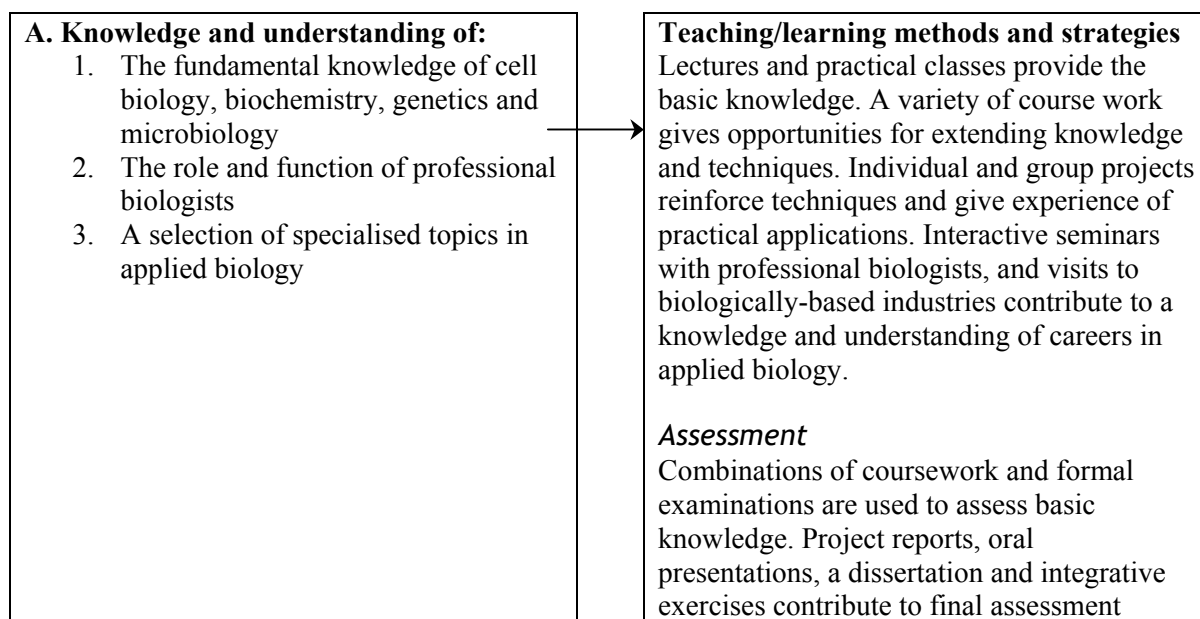 A. Knowledge and understanding of:
1. The fundamental knowledge of cell
biology, biochemistry, genetics and
microbiology
2. The role and function of professional
biologists
3. A selection of specialised topics in
applied biology
Teaching/learning methods and strategies
Lectures and practical classes provide the
basic knowledge. A variety of course work
gives opportunities for extending knowledge
and techniques. Individual and group projects
reinforce techniques and give experience of
practical applications. Interactive seminars
with professional biologists, and visits to
biologically-based industries contribute to a
knowledge and understanding of careers in
applied biology.
Assessment
Combinations of coursework and formal
examinations are used to assess basic
knowledge. Project reports, oral
presentations, a dissertation and integrative
exercises contribute to final assessment